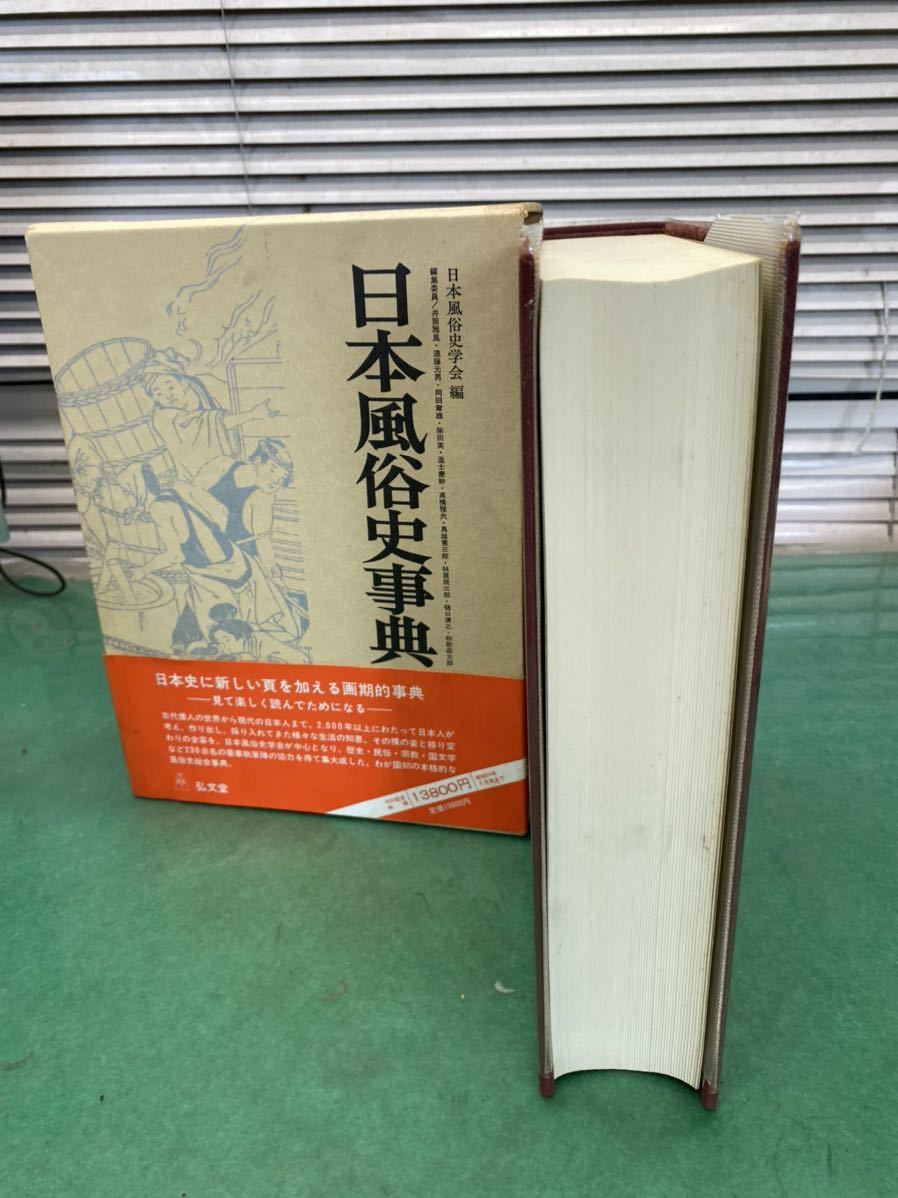 日本風俗史学会 編
編集委員／井筒雅風・遠藤元男・岡田章雄・柴田実・進士慶幹・高橋雅夫・鳥越憲三郎・林屋辰三郎・樋口清之・和歌森太郎
日本風俗史事典
日本史に新しい頁を加える画期的事典
——見て楽しく読んでためになる——
古代倭人の世界から現代の日本人まで、2,000年以上にわたって日本人が
考え、作り出し、採り入れてきた様々な生活の知恵、その種の姿と移り変
わりの全容を、日本風俗史学会が中心となり、歴史・民俗・宗教・国文学
など230余名の豪華執筆陣の協力を得て集大成した、わが国初の本格的な
風俗史総合事典。
弘文堂
13800円
定価15000円